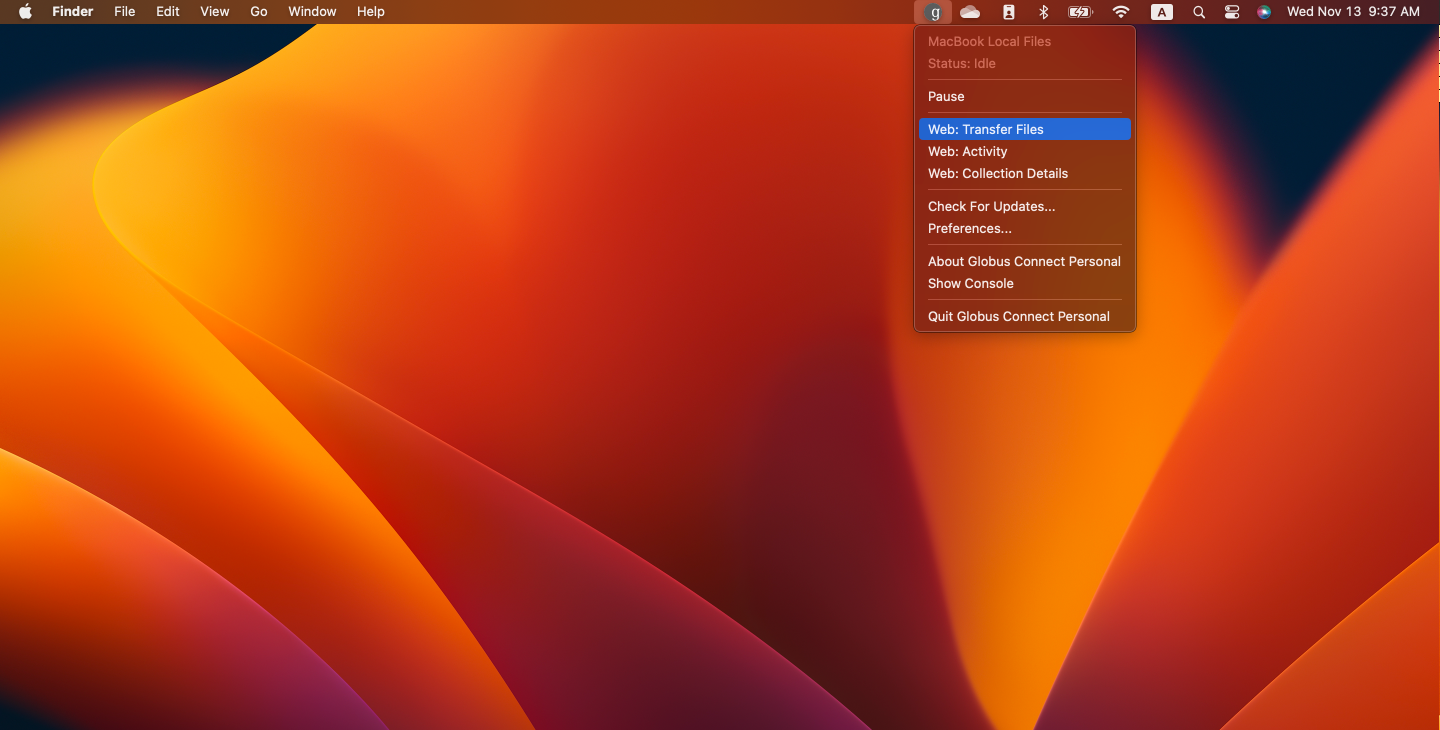 Finder File Edit View Go Window Help g A Wed Nov 13 9:37 AM
MacBook Local Files
Status: Idle
Pause
Web: Transfer Files
Web: Activity
Web: Collection Details
Check For Updates...
Preferences...
About Globus Connect Personal
Show Console
Quit Globus Connect Personal